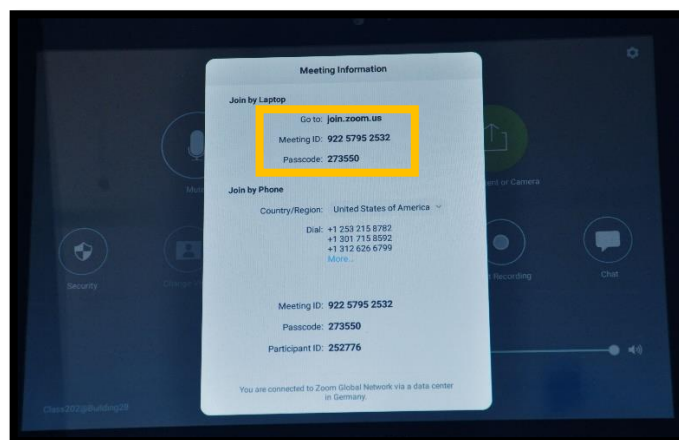 Meeting Information
Join by Laptop
Go to: join.zoom.us
Meeting ID: 922 5795 2532
Passcode: 273550
Join by Phone
Country/Region: United States of America
Dial: +1 253 215 8782
+1 301 715 8592
+1 312 626 6799
More...
Meeting ID: 922 5795 2532
Passcode: 273550
Participant ID: 252776
You are connected to Zoom Global Network via a data center
in Germany.
or Camera
Security
Recording
Chat